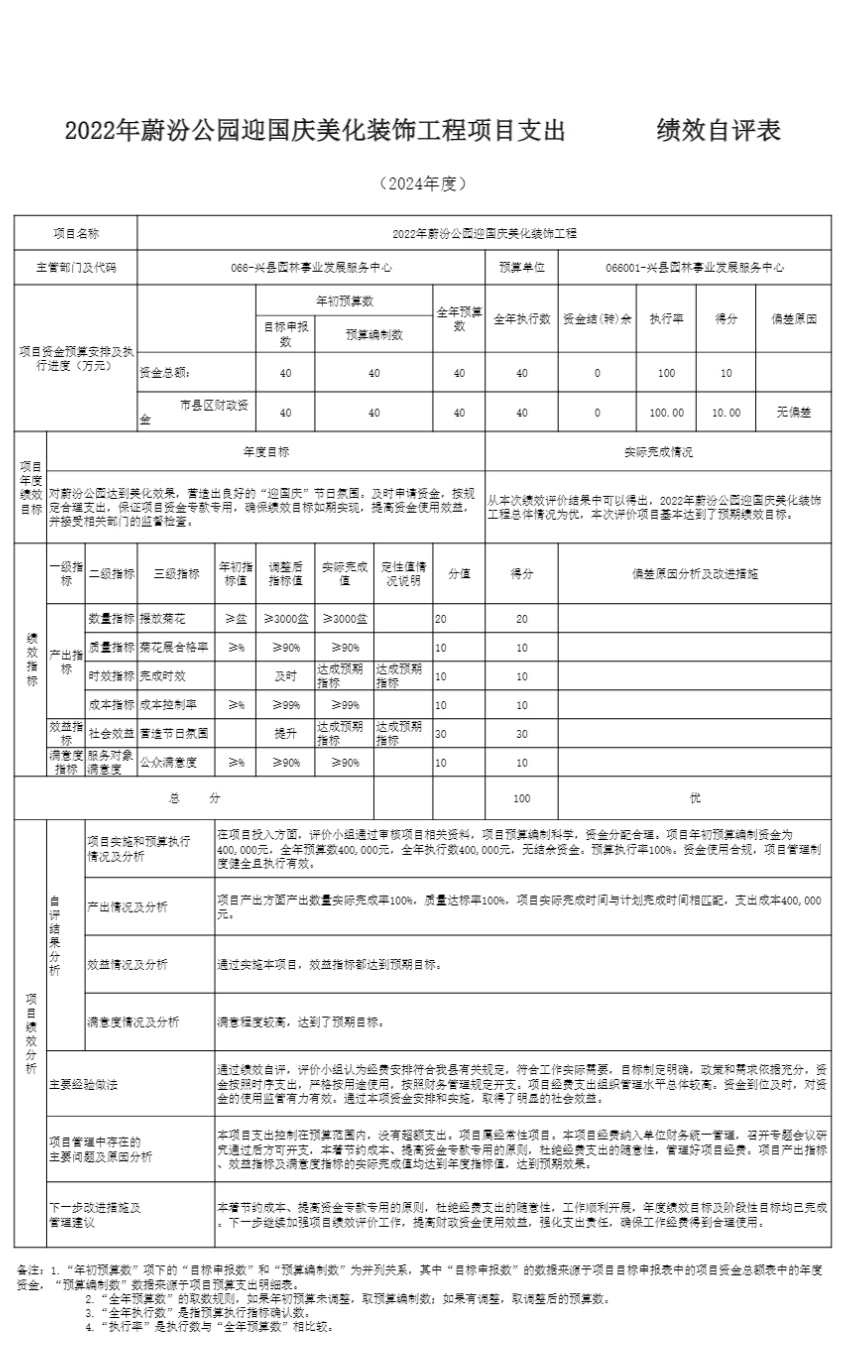 2022年蔚汾公园迎国庆美化装饰工程项目支出 绩效自评表
（2024年度）
项目名称 2022年蔚汾公园迎国庆美化装饰工程
主管部门及代码 066-兴县园林事业发展服务中心 预算单位 066001-兴县园林事业发展服务中心
项目资金预算安排及执
行进度（万元）
年初预算数
目标申报
数
预算编制数
全年预算
数
全年执行数 资金结(转)余 执行率 得分 偏差原因
资金总额： 40 40 40 40 0 100 10
市县区财政资
金
40 40 40 40 0 100.00 10.00 无偏差
项目
年度
绩效
目标
年度目标 实际完成情况
对蔚汾公园达到美化效果，营造出良好的“迎国庆”节日氛围。及时申请资金，按规
定合理支出，保证项目资金专款专用，确保绩效目标如期实现，提高资金使用效益，
并接受相关部门的监督检查。
从本次绩效评价结果中可以得出，2022年蔚汾公园迎国庆美化装饰
工程总体情况为优，本次评价项目基本达到了预期绩效目标。
绩
效
指
标
一级指
标
二级指标 三级指标
年初指
标值
调整后
指标值
实际完成
值
定性值情
况说明
分值 得分 偏差原因分析及改进措施
产出指
标
数量指标 摆放菊花 ≥盆 ≥3000盆 ≥3000盆 20 20
质量指标 菊花展合格率 ≥% ≥90% ≥90% 10 10
时效指标 完成时效 及时
达成预期
指标
达成预期
指标
10 10
成本指标 成本控制率 ≥% ≥99% ≥99% 10 10
效益指
标
社会效益 营造节日氛围 提升
达成预期
指标
达成预期
指标
30 30
满意度
指标
服务对象
满意度
公众满意度 ≥% ≥90% ≥90% 10 10
总 分 100 优
项
目
绩
效
分
析
自
评
结
果
分
析
项目实施和预算执行
情况及分析
在项目投入方面，评价小组通过审核项目相关资料，项目预算编制科学，资金分配合理。项目年初预算编制资金为
400,000元，全年预算数400,000元，全年执行数400,000元，无结余资金。预算执行率100%。资金使用合规，项目管理制
度健全且执行有效。
产出情况及分析
项目产出方面产出数量实际完成率100%，质量达标率100%，项目实际完成时间与计划完成时间相匹配，支出成本400,000
元。
效益情况及分析 通过实施本项目，效益指标都达到预期目标。
满意度情况及分析 满意程度较高，达到了预期目标。
主要经验做法
通过绩效自评，评价小组认为经费安排符合我县有关规定，符合工作实际需要，目标制定明确，政策和需求依据充分，资
金按照时序支出，严格按用途使用，按照财务管理规定开支。项目经费支出组织管理水平总体较高。资金到位及时，对资
金的使用监管有力有效。通过本项资金安排和实施，取得了明显的社会效益。
项目管理中存在的
主要问题及原因分析
本项目支出控制在预算范围内，没有超额支出。项目属经常性项目。本项目经费纳入单位财务统一管理，召开专题会议研
究通过后方可开支，本着节约成本、提高资金专款专用的原则，杜绝经费支出的随意性，管理好项目经费。项目产出指标
、效益指标及满意度指标的实际完成值均达到年度指标值，达到预期效果。
下一步改进措施及
管理建议
本着节约成本、提高资金专款专用的原则，杜绝经费支出的随意性，工作顺利开展，年度绩效目标及阶段性目标均已完成
。下一步继续加强项目绩效评价工作，提高财政资金使用效益，强化支出责任，确保工作经费得到合理使用。
备注：1.“年初预算数”项下的“目标申报数”和“预算编制数”为并列关系，其中“目标申报数”的数据来源于项目目标申报表中的项目资金总额表中的年度
资金，“预算编制数”数据来源于项目预算支出明细表。
2.“全年预算数”的取数规则，如果年初预算未调整，取预算编制数；如果有调整，取调整后的预算数。
3.“全年执行数”是指预算执行指标确认数。
4.“执行率”是执行数与“全年预算数”相比较。